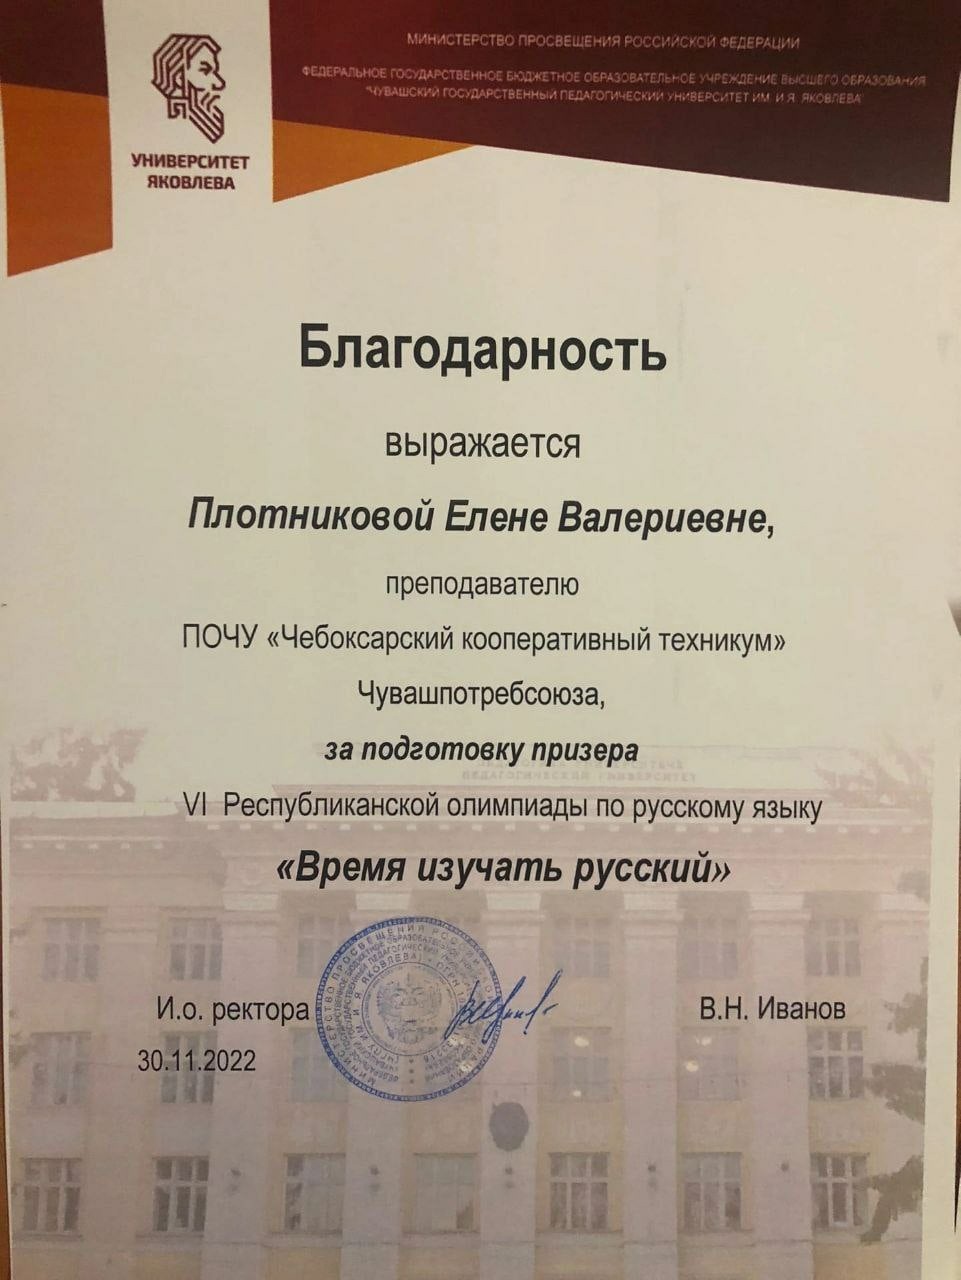 МИНИСТЕРСТВО ПРОСВЕЩЕНИЯ РОССИЙСКОЙ ФЕДЕРАЦИИ
ФЕДЕРАЛЬНОЕ ГОСУДАРСТВЕННОЕ БЮДЖЕТНОЕ ОБРАЗОВАТЕЛЬНОЕ УЧРЕЖДЕНИЕ ВЫСШЕГО ОБРАЗОВАНИЯ
"ЧУВАШСКИЙ ГОСУДАРСТВЕННЫЙ ПЕДАГОГИЧЕСКИЙ УНИВЕРСИТЕТ ИМ. И.Я. ЯКОВЛЕВА"
УНИВЕРСИТЕТ
ЯКОВЛЕВА
Благодарность
выражается
Плотниковой Елене Валериевне,
преподавателю
ПОЧУ «Чебоксарский кооперативный техникум»
Чувашпотребсоюза,
за подготовку призера
ПЕДАГОГИЧЕСКИЙ УНИВЕРСИТЕТ
VI Республиканской олимпиады по русскому языку
«Время изучать русский»
И.о. ректора
В.Н. Иванов
30.11.2022